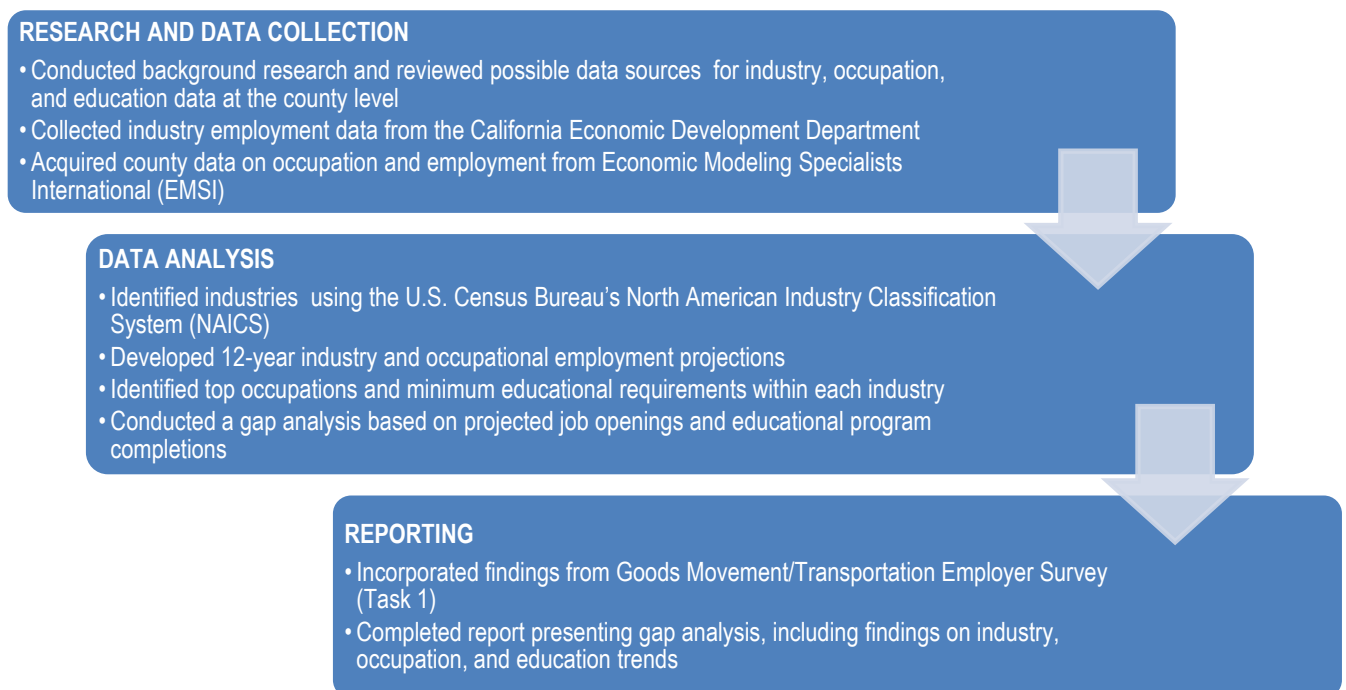 RESEARCH AND DATA COLLECTION
• Conducted background research and reviewed possible data sources for industry, occupation,
and education data at the county level
• Collected industry employment data from the California Economic Development Department
• Acquired county data on occupation and employment from Economic Modeling Specialists
International (EMSI)
DATA ANALYSIS
• Identified industries using the U.S. Census Bureau's North American Industry Classification
System (NAICS)
• Developed 12-year industry and occupational employment projections
• Identified top occupations and minimum educational requirements within each industry
• Conducted a gap analysis based on projected job openings and educational program
completions
REPORTING
• Incorporated findings from Goods Movement/Transportation Employer Survey
(Task 1)
• Completed report presenting gap analysis, including findings on industry,
occupation, and education trends